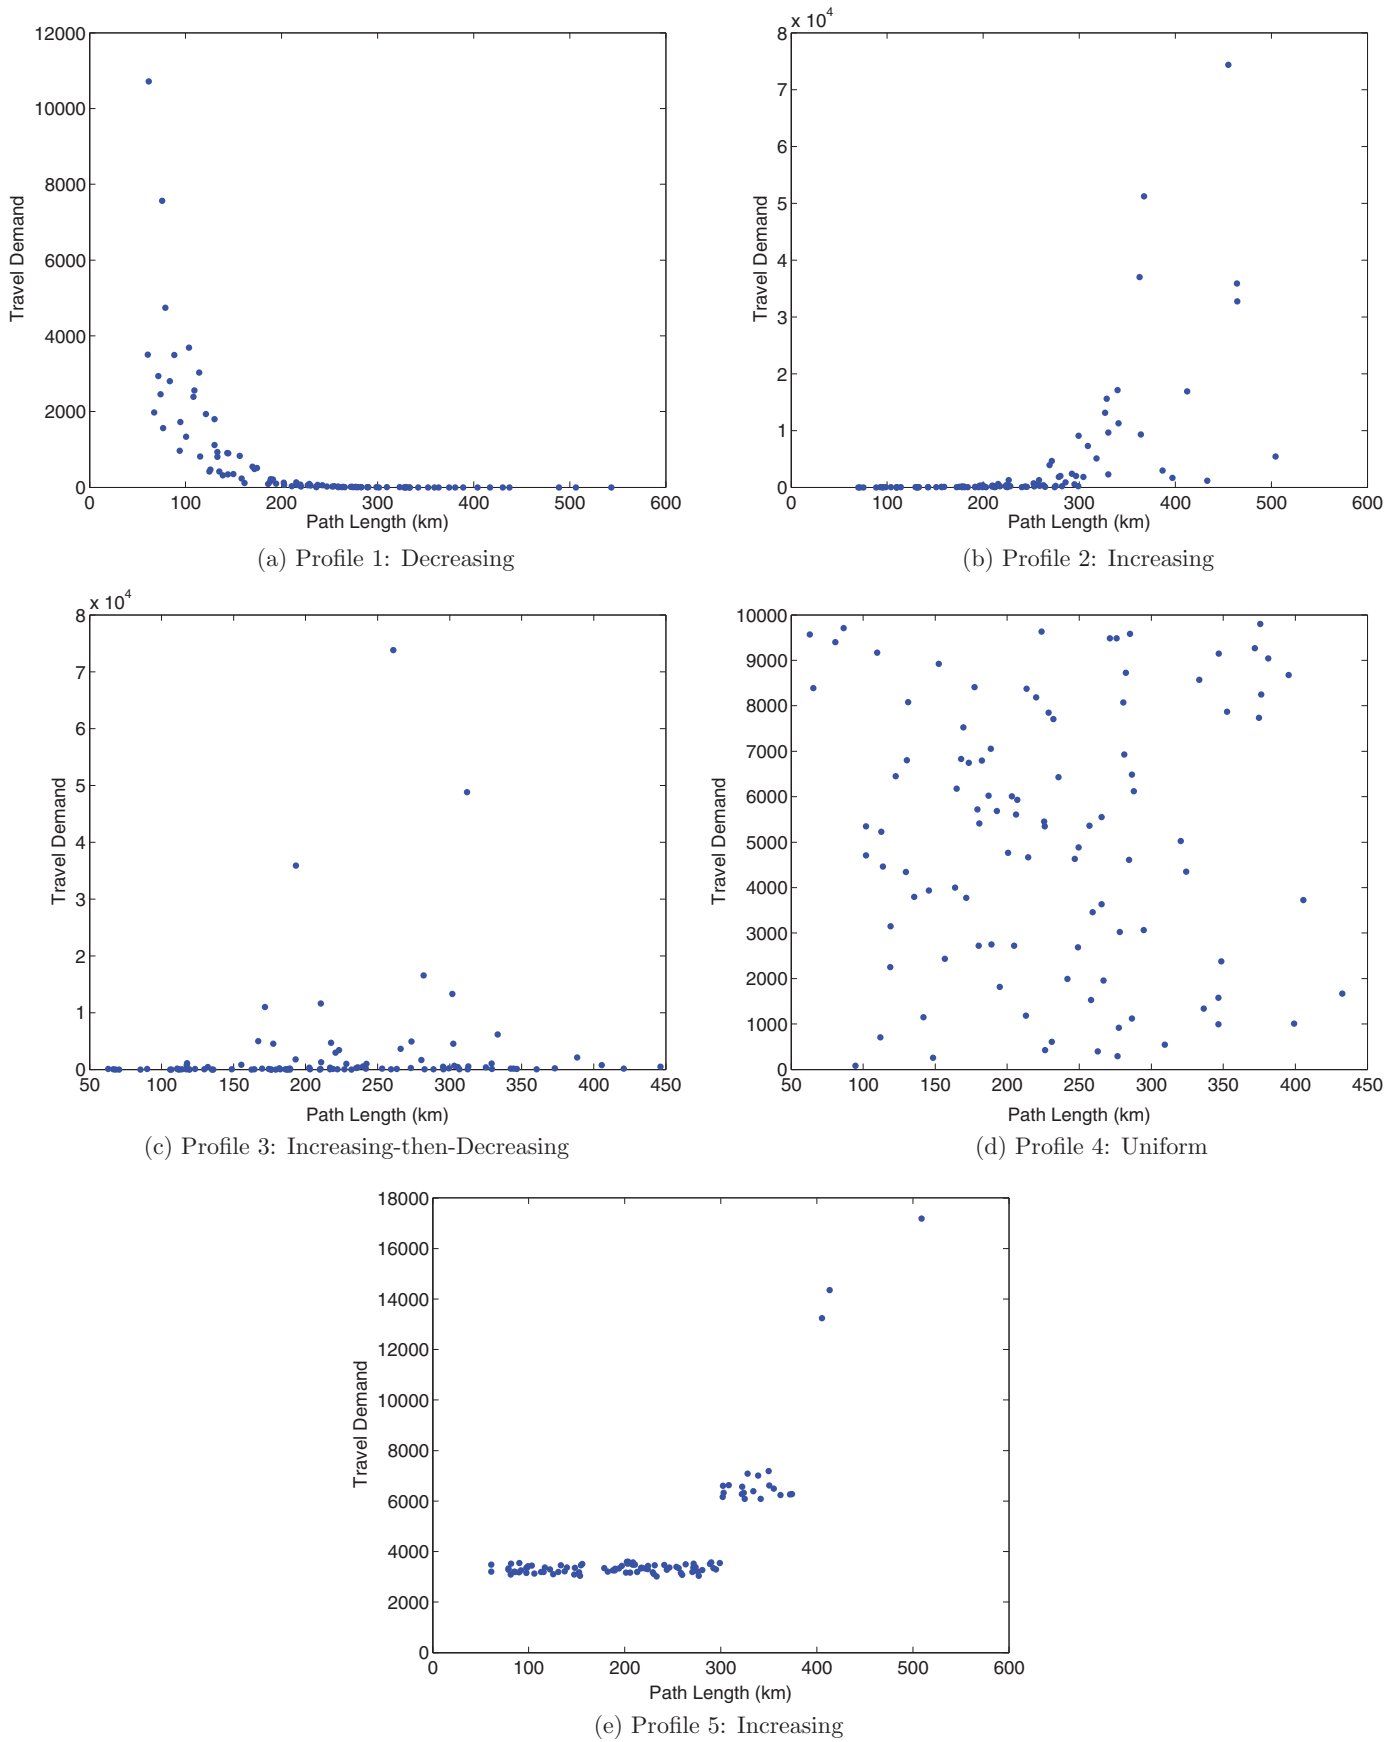 12000
10000
8000
6000
4000
2000
0
Travel Demand
0 100 200 300 400 500 600
Path Length (km)
(a) Profile 1: Decreasing
x 10^4
8
7
6
5
4
3
2
1
0
Travel Demand
0 100 200 300 400 500 600
Path Length (km)
(b) Profile 2: Increasing
x 10^4
8
7
6
5
4
3
2
1
0
Travel Demand
50 100 150 200 250 300 350 400 450
Path Length (km)
(c) Profile 3: Increasing-then-Decreasing
10000
9000
8000
7000
6000
5000
4000
3000
2000
1000
0
Travel Demand
50 100 150 200 250 300 350 400 450
Path Length (km)
(d) Profile 4: Uniform
18000
16000
14000
12000
10000
8000
6000
4000
2000
0
Travel Demand
0 100 200 300 400 500 600
Path Length (km)
(e) Profile 5: Increasing